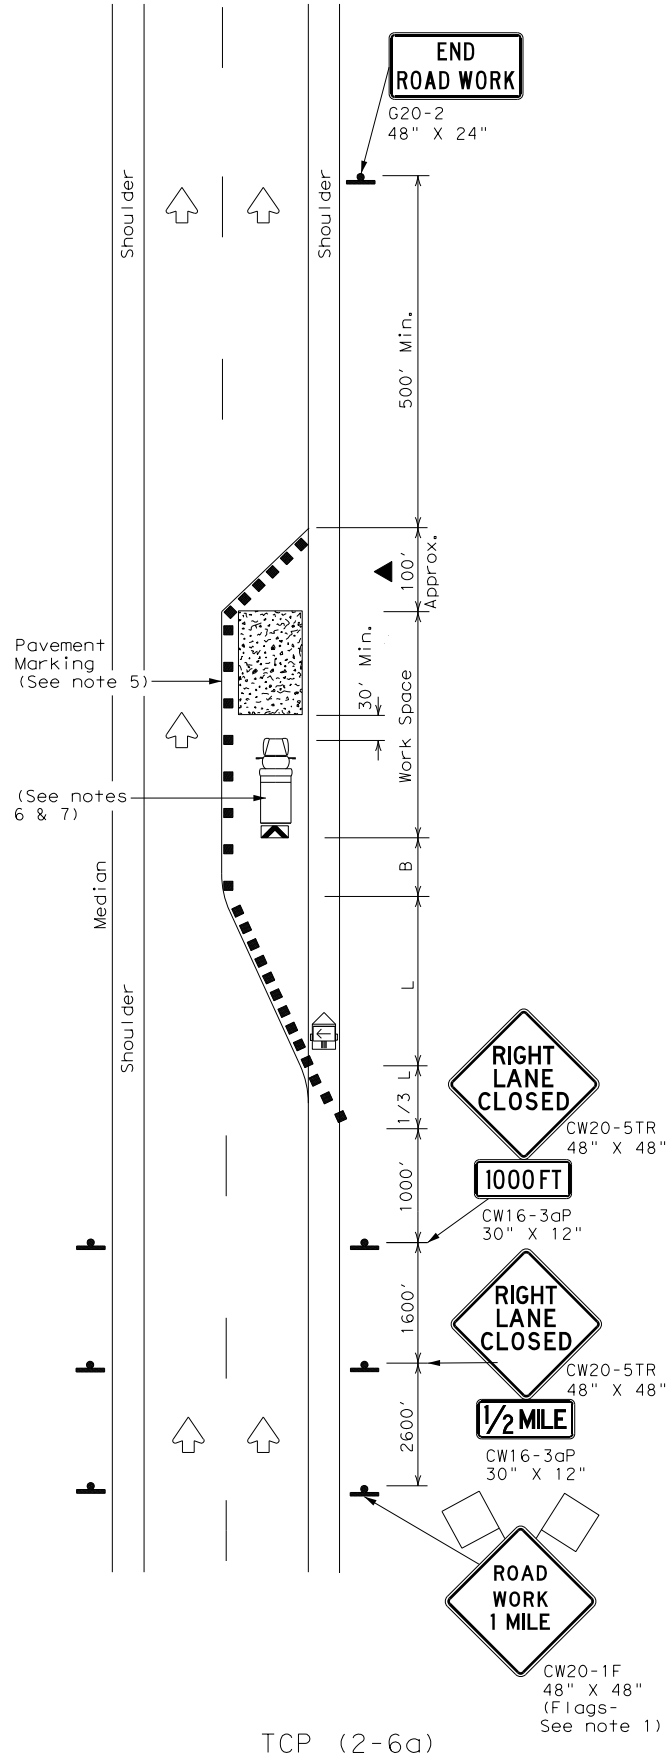 END
ROAD WORK
G20-2
48" X 24"
Shoulder
Shoulder
500' Min.
100'
Approx.
Pavement
Marking
(See note 5)
30' Min.
Work Space
(See notes
6 & 7)
B
Median
L
Shoulder
RIGHT
LANE
CLOSED
1/3 L
CW20-5TR
48" X 48"
1000 FT
1000'
CW16-3aP
30" X 12"
RIGHT
LANE
CLOSED
1600'
CW20-5TR
48" X 48"
1/2 MILE
2600'
CW16-3aP
30" X 12"
ROAD
WORK
1 MILE
CW20-1F
48" X 48"
(Flags-
See note 1)
TCP (2-6a)